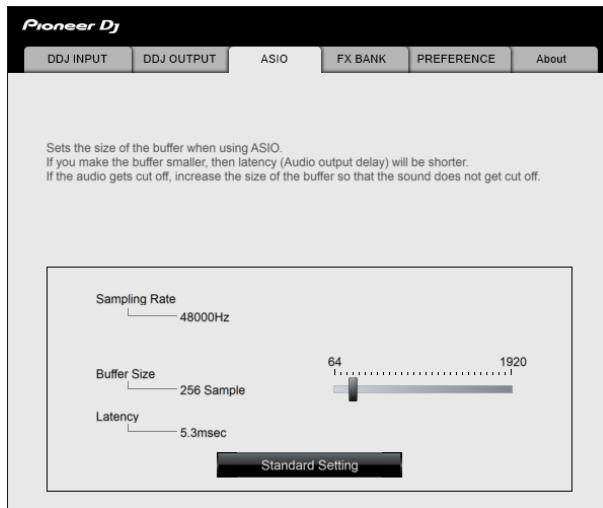 Pioneer Dj
DDJ INPUT DDJ OUTPUT ASIO FX BANK PREFERENCE About
Sets the size of the buffer when using ASIO.
If you make the buffer smaller, then latency (Audio output delay) will be shorter.
If the audio gets cut off, increase the size of the buffer so that the sound does not get cut off.
Sampling Rate
48000Hz
64 1920
Buffer Size
256 Sample
Latency
5.3msec
Standard Setting